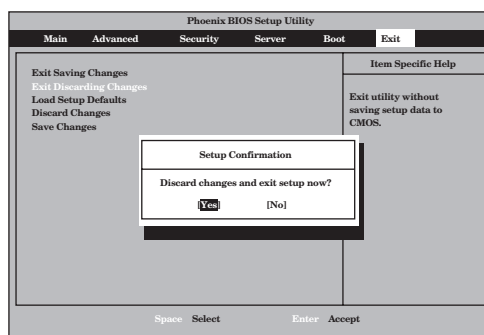 Phoenix BIOS Setup Utility
Main Advanced Security Server Boot Exit
Item Specific Help
Exit Saving Changes
Exit Discarding Changes
Load Setup Defaults
Discard Changes
Save Changes
Exit utility without
saving setup data to
CMOS.
Setup Confirmation
Discard changes and exit setup now?
[Yes] [No]
Space Select Enter Accept